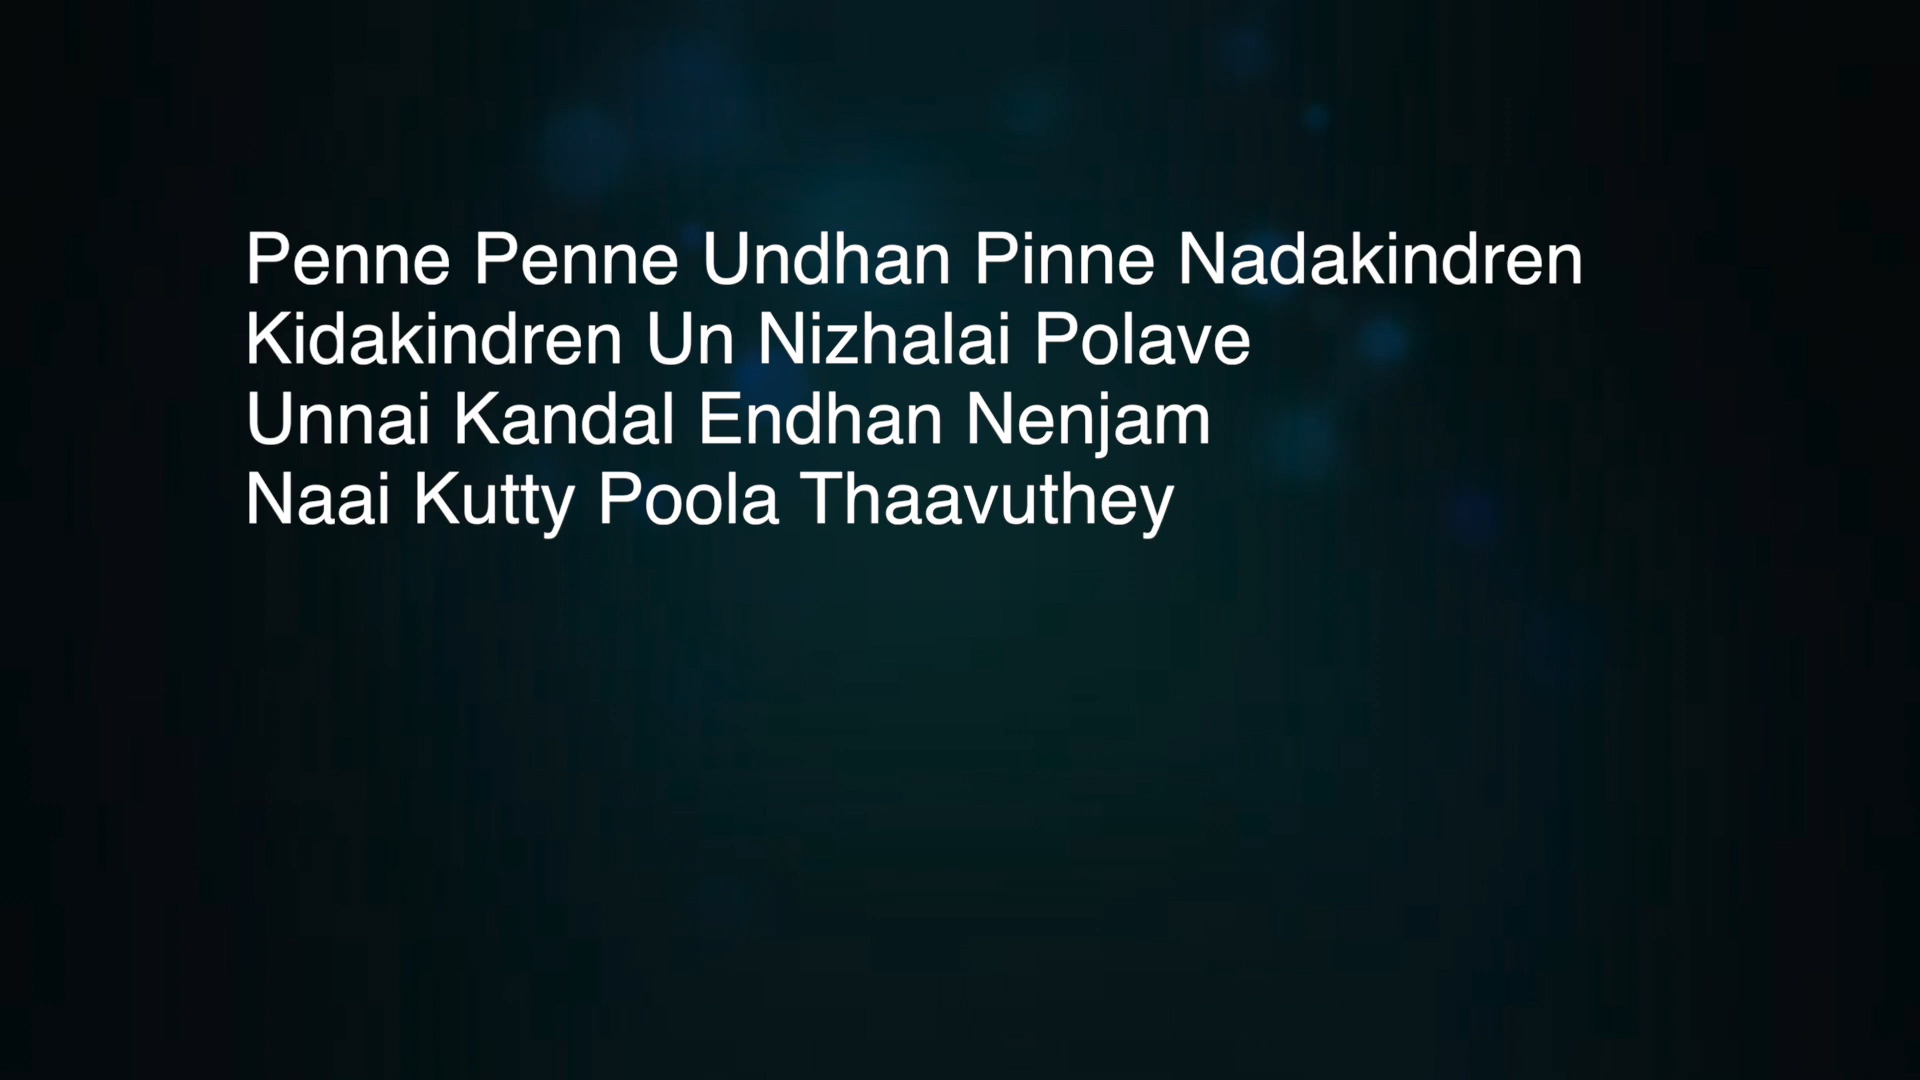 Penne Penne Undhan Pinne Nadakindren
Kidakindren Un Nizhalai Polave
Unnai Kandal Endhan Nenjam
Naai Kutty Poola Thaavuthey